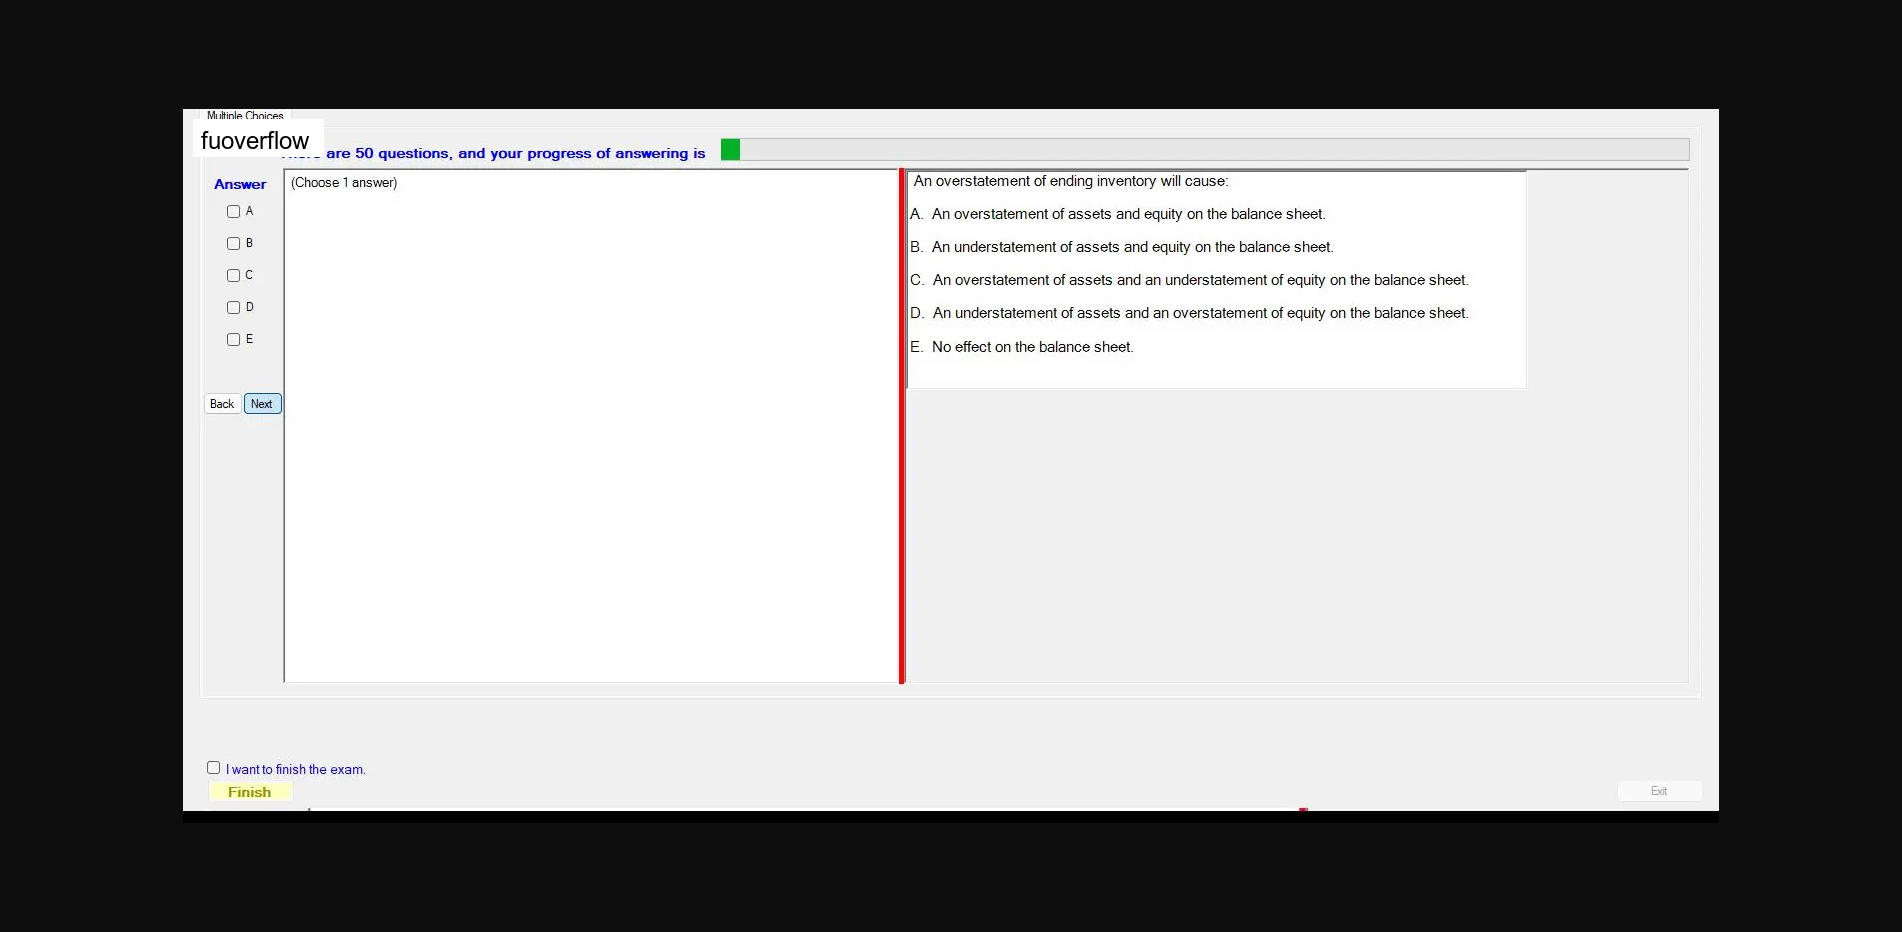 Multiple Choices
fuoverflow
are 50 questions, and your progress of answering is
Answer
(Choose 1 answer)
A
B
C
D
E
Back Next
An overstatement of ending inventory will cause:
A. An overstatement of assets and equity on the balance sheet.
B. An understatement of assets and equity on the balance sheet.
C. An overstatement of assets and an understatement of equity on the balance sheet.
D. An understatement of assets and an overstatement of equity on the balance sheet.
E. No effect on the balance sheet.
I want to finish the exam.
Finish
Exit